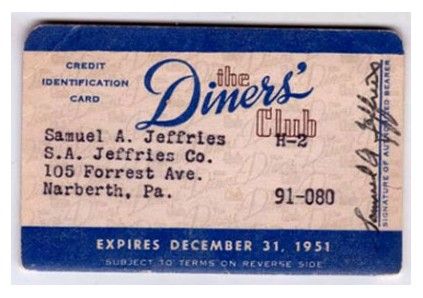 CREDIT
IDENTIFICATION
CARD
the
Diners'
Club
Samuel A. Jeffries H-2
S.A. Jeffries Co.
105 Forrest Ave.
Narberth, Pa. 91-080
Samuel A Jeffries
SIGNATURE OF AUTHORIZED BEARER
EXPIRES DECEMBER 31, 1951
SUBJECT TO TERMS ON REVERSE SIDE